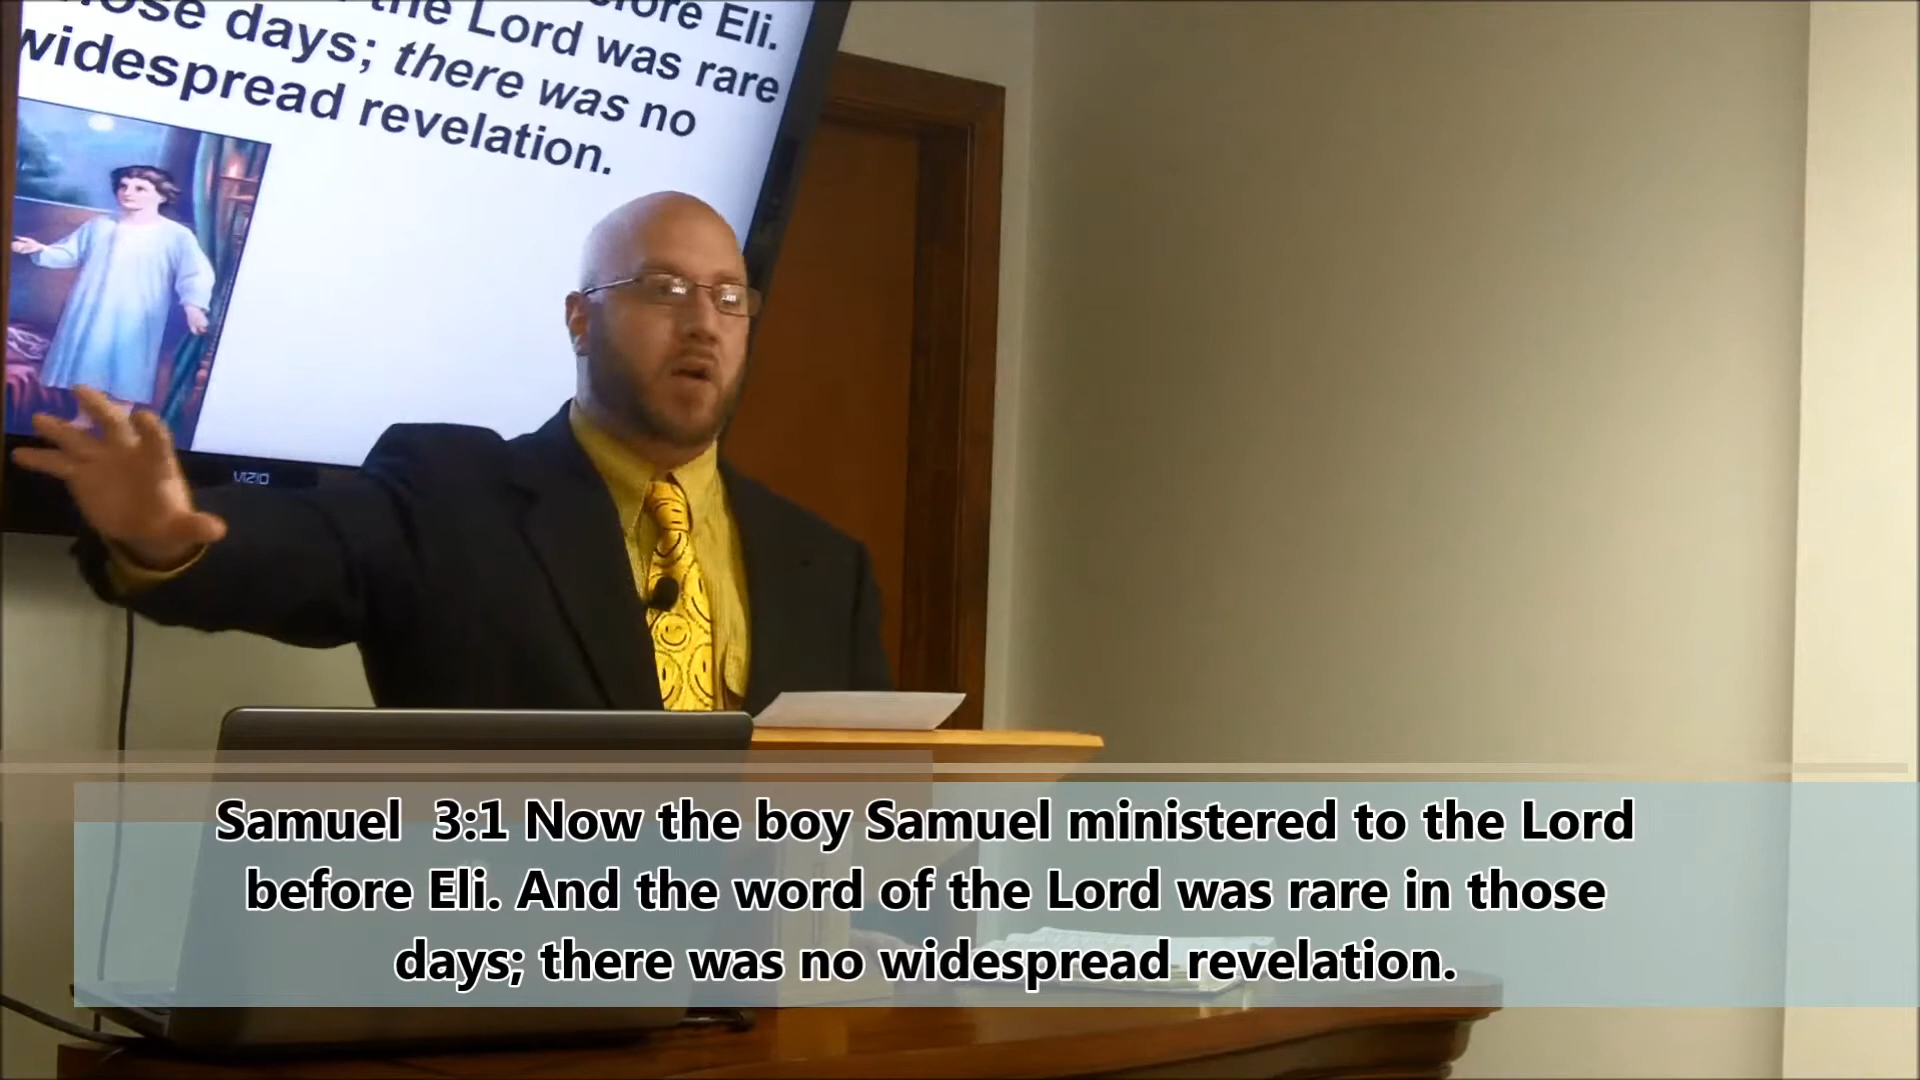 the Lord was rare
ose days; there was no
widespread revelation.
VIZIO
Samuel 3:1 Now the boy Samuel ministered to the Lord
before Eli. And the word of the Lord was rare in those
days; there was no widespread revelation.